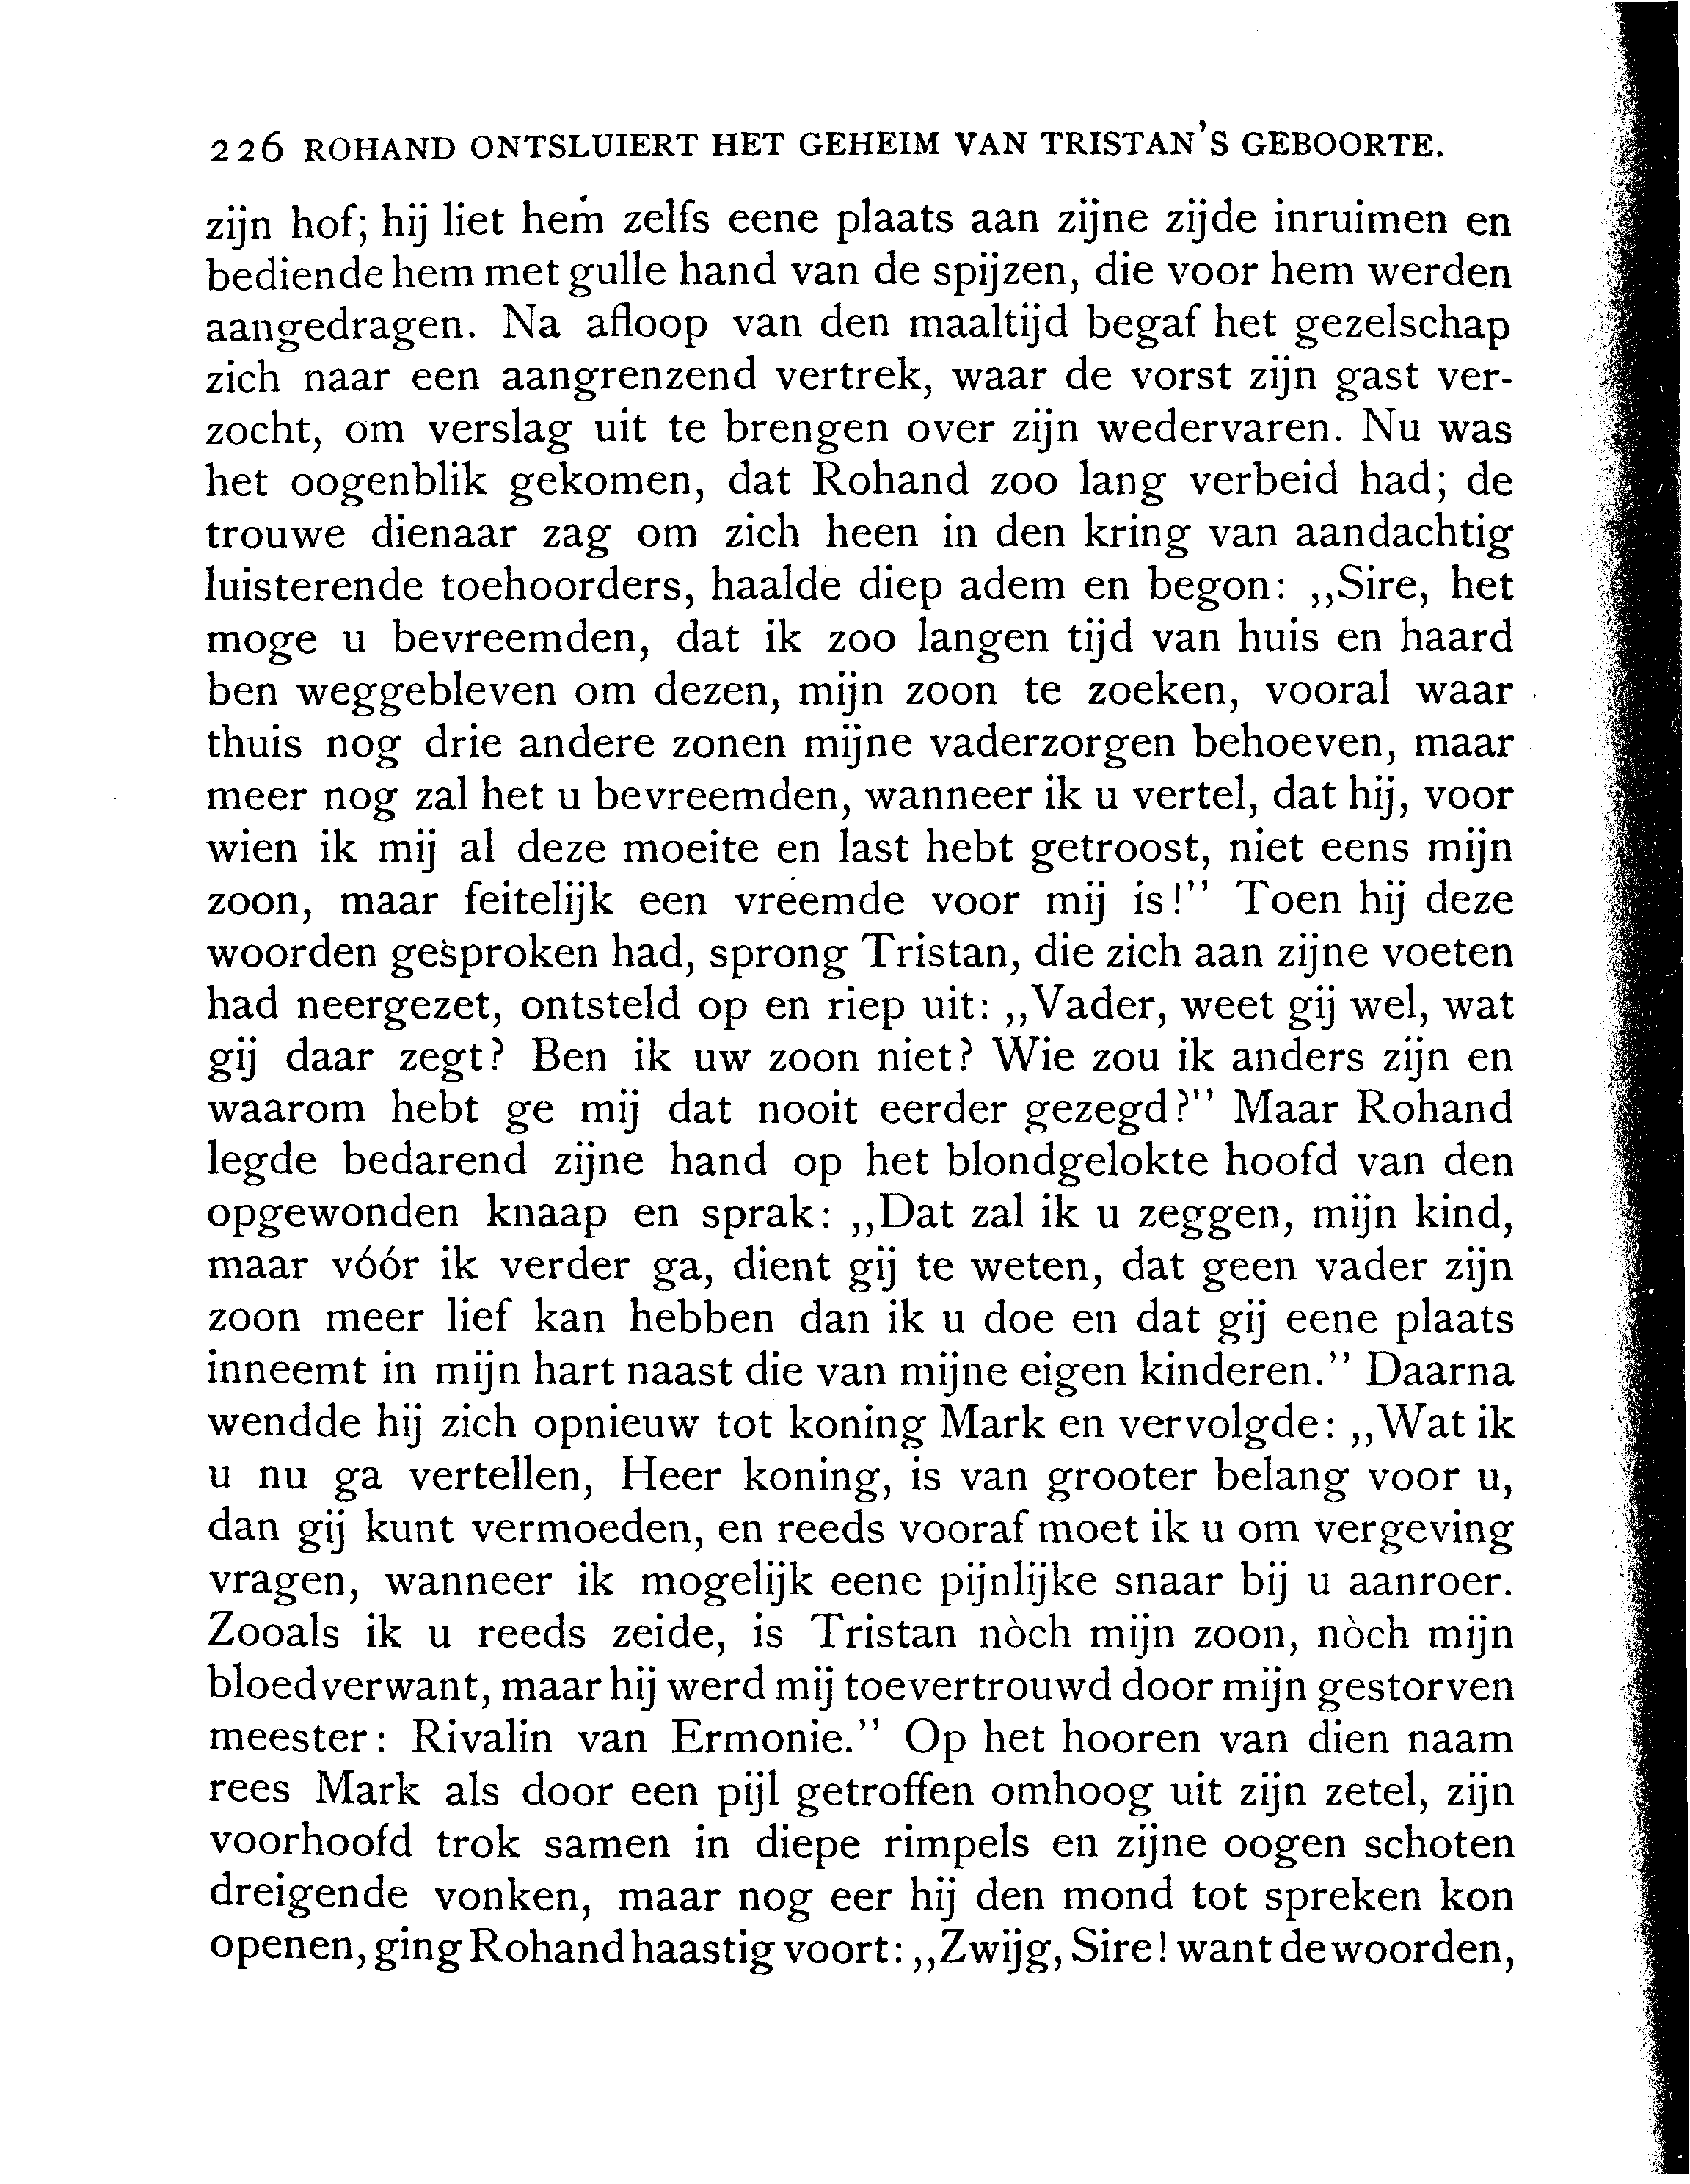 226 ROHAND ONTSLUIERT HET GEHEIM VAN TRISTAN'S GEBOORTE.
zijn hof; hij liet hem zelfs eene plaats aan zijne zijde inruimen en
bediende hem met gulle hand van de spijzen, die voor hem werden
aangedragen. Na afloop van den maaltijd begaf het gezelschap
zich naar een aangrenzend vertrek, waar de vorst zijn gast ver-
zocht, om verslag uit te brengen over zijn wedervaren. Nu was
het oogenblik gekomen, dat Rohand zoo lang verbeid had; de
trouwe dienaar zag om zich heen in den kring van aandachtig
luisterende toehoorders, haalde diep adem en begon: ,,Sire, het
moge u bevreemden, dat ik zoo langen tijd van huis en haard
ben weggebleven om dezen, mijn zoon te zoeken, vooral waar
thuis nog drie andere zonen mijne vaderzorgen behoeven, maar
meer nog zal het u bevreemden, wanneer ik u vertel, dat hij, voor
wien ik mij al deze moeite en last hebt getroost, niet eens mijn
zoon, maar feitelijk een vreemde voor mij is!'' Toen hij deze
woorden gesproken had, sprong Tristan, die zich aan zijne voeten
had neergezet, ontsteld op en riep uit: ,,Vader, weet gij wel, wat
gij daar zegt? Ben ik uw zoon niet? Wie zou ik anders zijn en
waarom hebt ge mij dat nooit eerder gezegd?'' Maar Rohand
legde bedarend zijne hand op het blondgelokte hoofd van den
opgewonden knaap en sprak: ,,Dat zal ik u zeggen, mijn kind,
maar vóór ik verder ga, dient gij te weten, dat geen vader zijn
zoon meer lief kan hebben dan ik u doe en dat gij eene plaats
inneemt in mijn hart naast die van mijne eigen kinderen.'' Daarna
wendde hij zich opnieuw tot koning Mark en vervolgde: ,,Wat ik
u nu ga vertellen, Heer koning, is van grooter belang voor u,
dan gij kunt vermoeden, en reeds vooraf moet ik u om vergeving
vragen, wanneer ik mogelijk eene pijnlijke snaar bij u aanroer.
Zooals ik u reeds zeide, is Tristan nòch mijn zoon, nòch mijn
bloedverwant, maar hij werd mij toevertrouwd door mijn gestorven
meester: Rivalin van Ermonie.'' Op het hooren van dien naam
rees Mark als door een pijl getroffen omhoog uit zijn zetel, zijn
voorhoofd trok samen in diepe rimpels en zijne oogen schoten
dreigende vonken, maar nog eer hij den mond tot spreken kon
openen, ging Rohand haastig voort: ,,Zwijg, Sire! want de woorden,